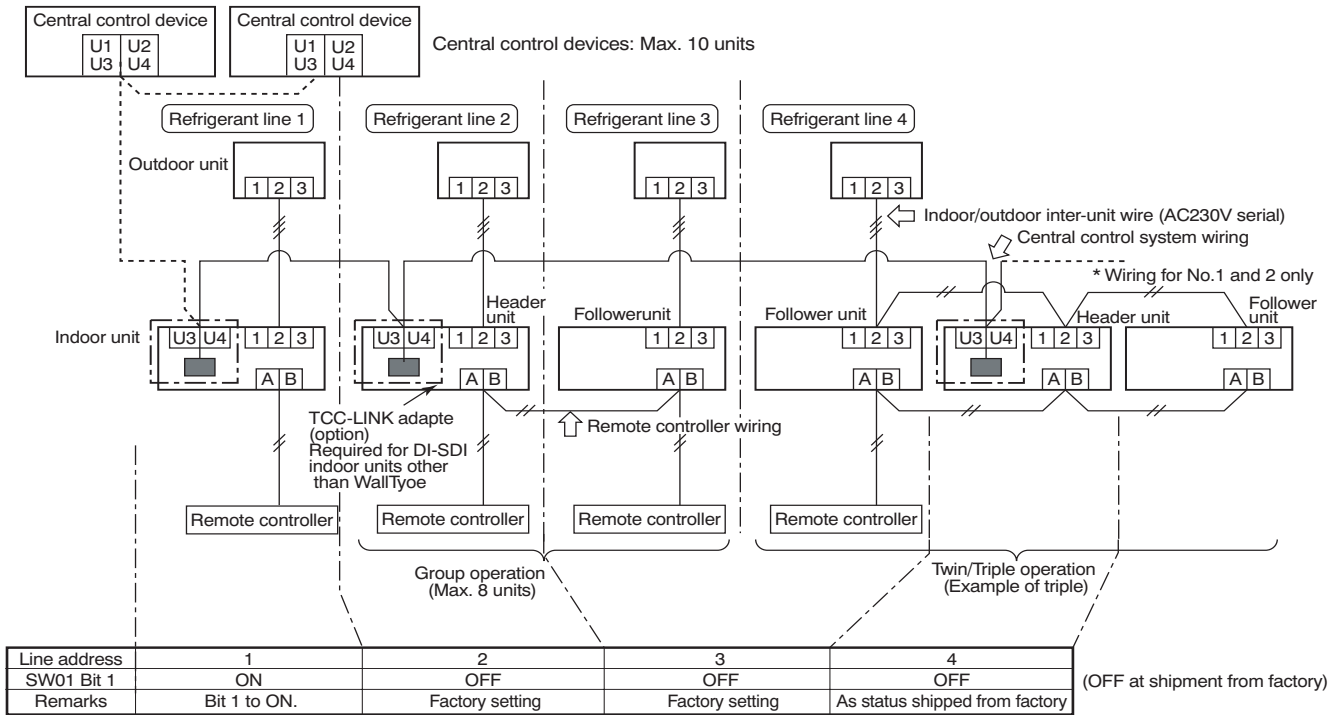 Central control device
U1 U2
U3 U4
Central control device
U1 U2
U3 U4
Central control devices: Max. 10 units
Refrigerant line 1
Refrigerant line 2
Refrigerant line 3
Refrigerant line 4
Outdoor unit
1 2 3
1 2 3
1 2 3
1 2 3
Indoor/outdoor inter-unit wire (AC230V serial)
Central control system wiring
* Wiring for No.1 and 2 only
Indoor unit
U3 U4
1 2 3
A B
Header
unit
U3 U4
1 2 3
A B
Followerunit
1 2 3
A B
Follower unit
1 2 3
A B
Header unit
U3 U4
1 2 3
A B
Follower
unit
1 2 3
A B
TCC-LINK adapte
(option)
Required for DI-SDI
indoor units other
than WallTyoe
Remote controller wiring
Remote controller
Remote controller
Remote controller
Remote controller
Group operation
(Max. 8 units)
Twin/Triple operation
(Example of triple)
Line address 1 2 3 4
SW01 Bit 1 ON OFF OFF OFF
(OFF at shipment from factory)
Remarks Bit 1 to ON. Factory setting Factory setting As status shipped from factory